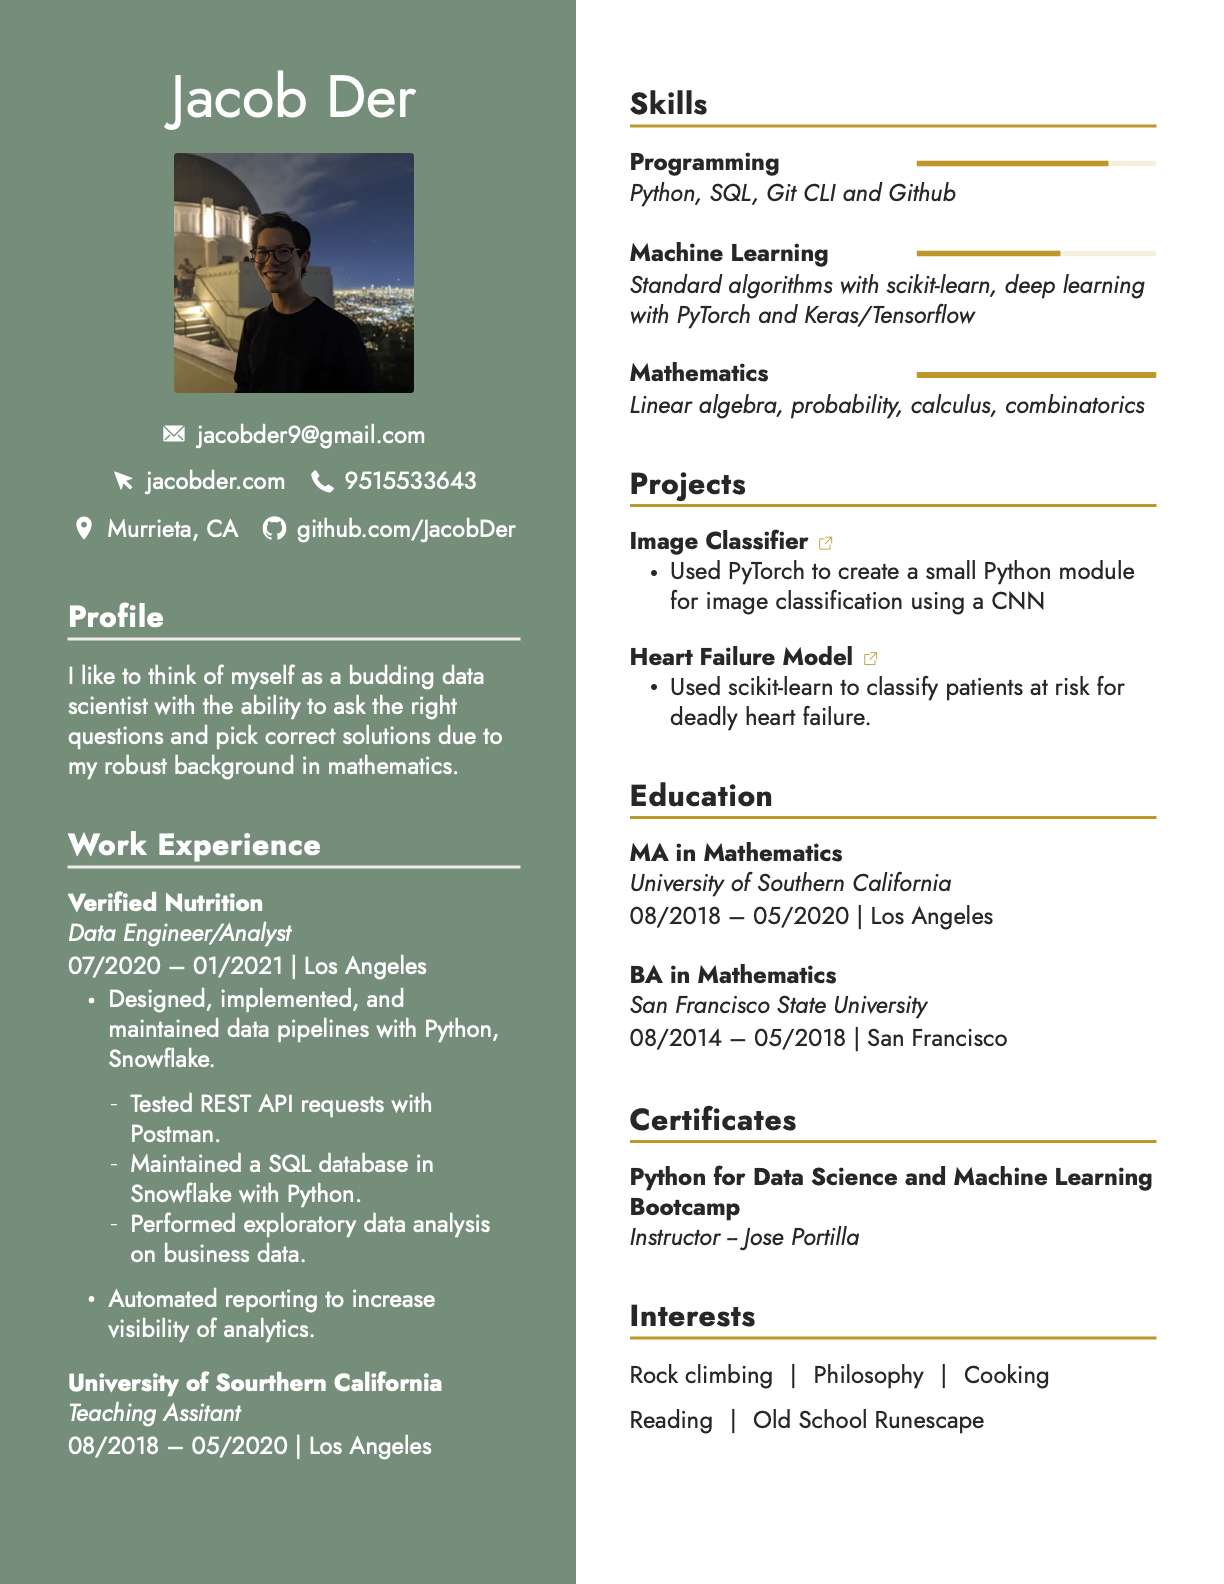 Jacob Der
jacobder9@gmail.com
jacobder.com 9515533643
Murrieta, CA github.com/JacobDer
Profile
I like to think of myself as a budding data
scientist with the ability to ask the right
questions and pick correct solutions due to
my robust background in mathematics.
Work Experience
Verified Nutrition
Data Engineer/Analyst
07/2020 – 01/2021 | Los Angeles
• Designed, implemented, and
maintained data pipelines with Python,
Snowflake.
- Tested REST API requests with
Postman.
- Maintained a SQL database in
Snowflake with Python.
- Performed exploratory data analysis
on business data.
• Automated reporting to increase
visibility of analytics.
University of Sourthern California
Teaching Assitant
08/2018 – 05/2020 | Los Angeles
Skills
Programming
Python, SQL, Git CLI and Github
Machine Learning
Standard algorithms with scikit-learn, deep learning
with PyTorch and Keras/Tensorflow
Mathematics
Linear algebra, probability, calculus, combinatorics
Projects
Image Classifier
• Used PyTorch to create a small Python module
for image classification using a CNN
Heart Failure Model
• Used scikit-learn to classify patients at risk for
deadly heart failure.
Education
MA in Mathematics
University of Southern California
08/2018 – 05/2020 | Los Angeles
BA in Mathematics
San Francisco State University
08/2014 – 05/2018 | San Francisco
Certificates
Python for Data Science and Machine Learning
Bootcamp
Instructor – Jose Portilla
Interests
Rock climbing | Philosophy | Cooking
Reading | Old School Runescape